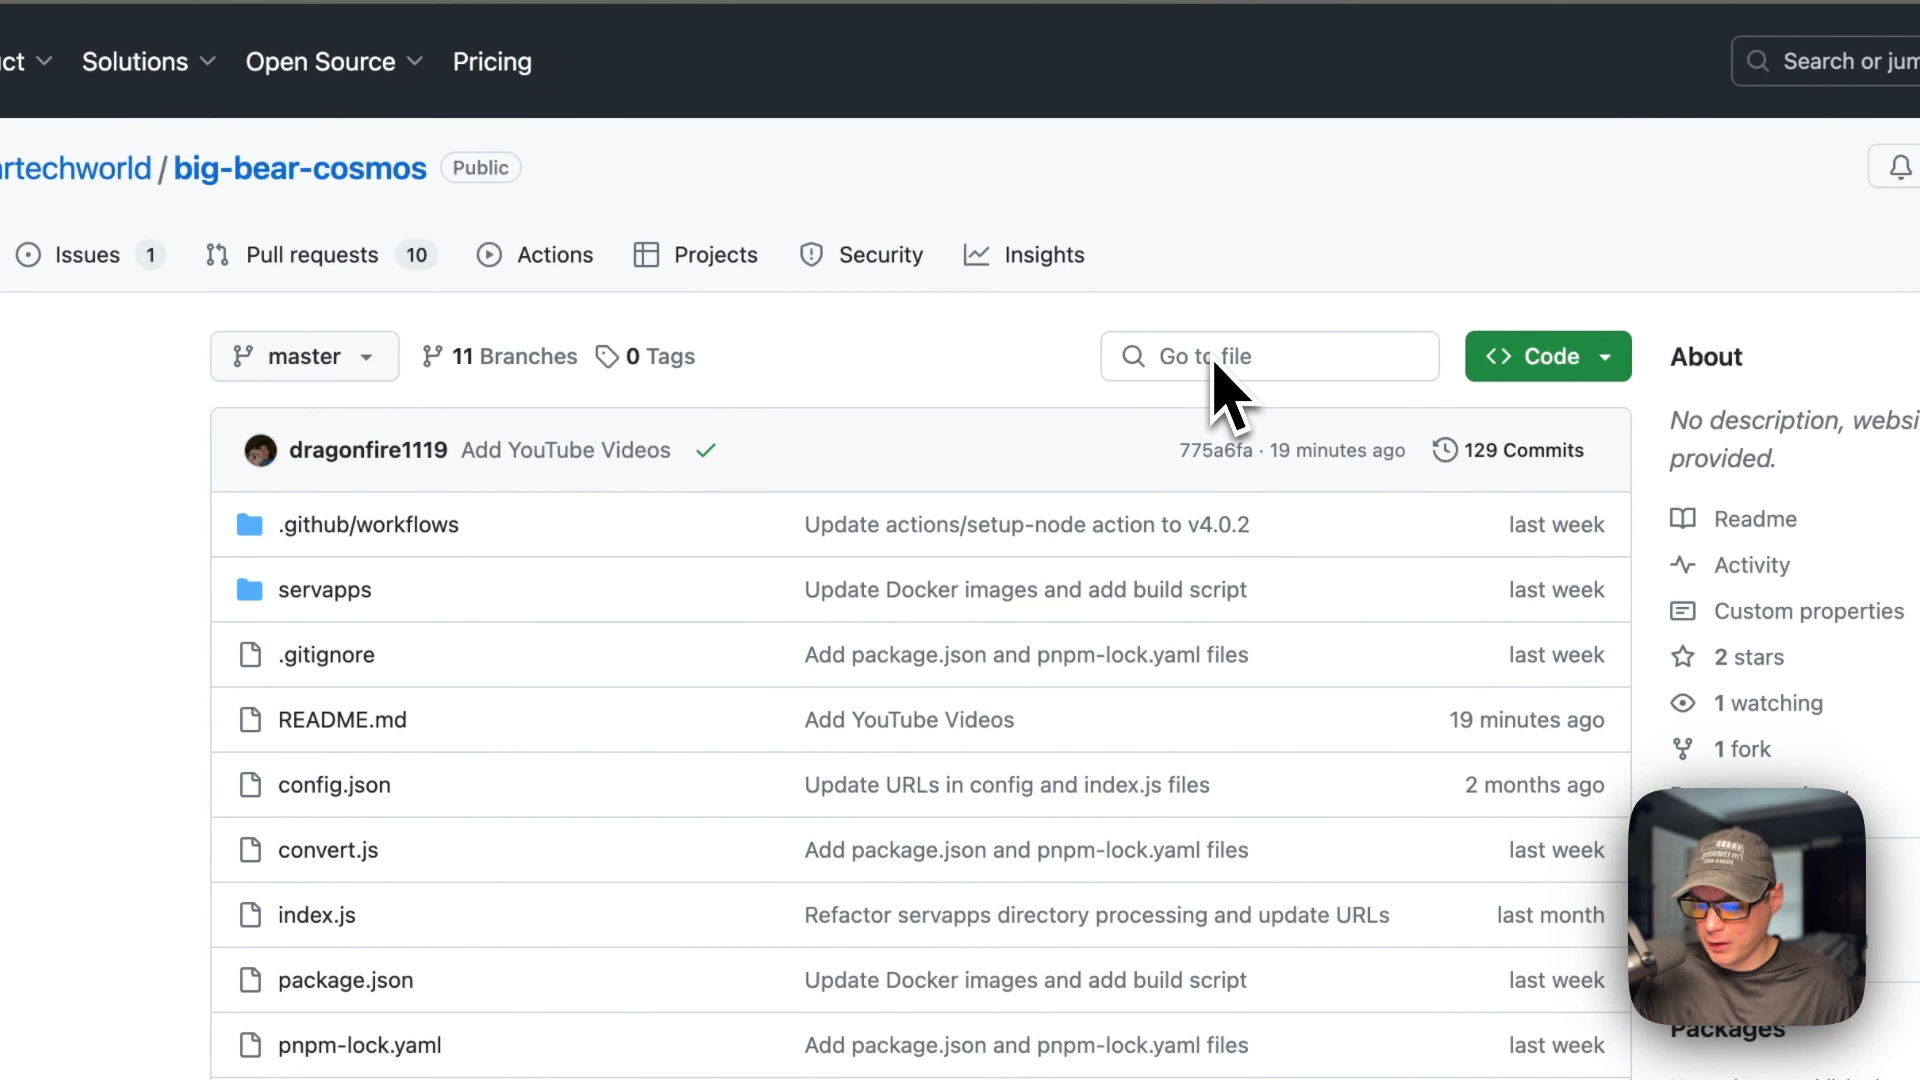 ct Solutions Open Source Pricing Search or jum
rtechworld / big-bear-cosmos Public
Issues 1 Pull requests 10 Actions Projects Security Insights
master 11 Branches 0 Tags Go to file Code About
No description, websi
provided.
dragonfire1119 Add YouTube Videos 775a6fa · 19 minutes ago 129 Commits
.github/workflows Update actions/setup-node action to v4.0.2 last week Readme
servapps Update Docker images and add build script last week Activity
Custom properties
.gitignore Add package.json and pnpm-lock.yaml files last week 2 stars
README.md Add YouTube Videos 19 minutes ago 1 watching
1 fork
config.json Update URLs in config and index.js files 2 months ago
convert.js Add package.json and pnpm-lock.yaml files last week
index.js Refactor servapps directory processing and update URLs last month
package.json Update Docker images and add build script last week
Packages
pnpm-lock.yaml Add package.json and pnpm-lock.yaml files last week